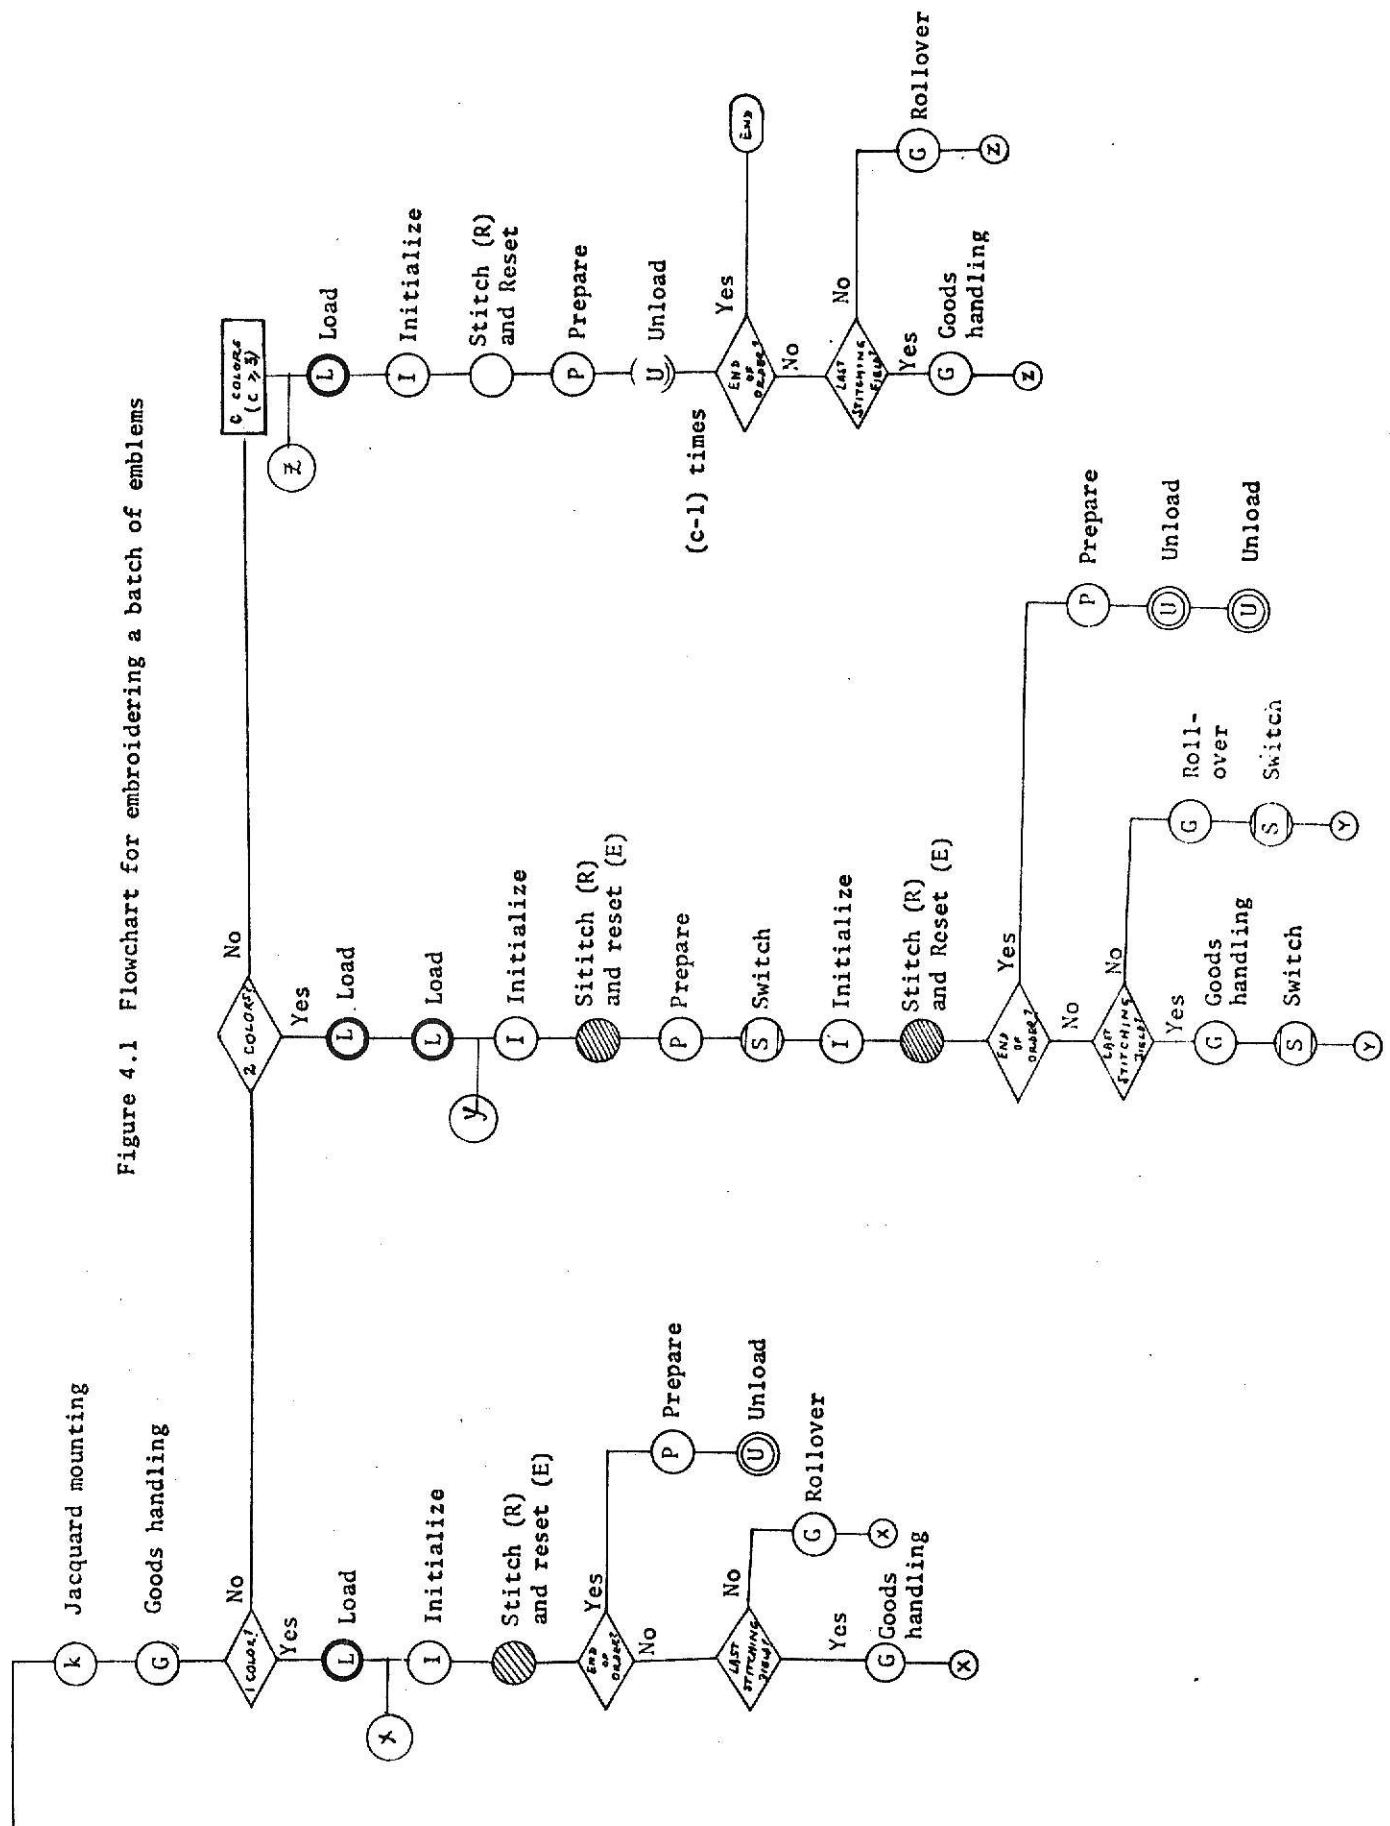 Figure 4.1 Flowchart for embroidering a batch of emblems
k Jacquard mounting
G Goods handling
1 COLOR?
No
Yes
L Load
X
I Initialize
Stitch (R)
and reset (E)
END
OF
ORDER?
Yes
No
P Prepare
U Unload
LAST
STITCHING
FIELD?
No
Yes
G Rollover
X
G Goods
handling
X
2 COLORS?
No
Yes
L Load
L Load
y
I Initialize
Sititch (R)
and reset (E)
P Prepare
S Switch
I Initialize
Stitch (R)
and Reset (E)
END
OF
ORDER?
Yes
No
P Prepare
U Unload
U Unload
LAST
STITCHING
FIELD?
No
Yes
G Roll-
over
S Switch
Y
G Goods
handling
S Switch
Y
C COLORS
(C ≥ 3)
Z
L Load
I Initialize
Stitch (R)
and Reset
P Prepare
U Unload
(c-1) times
END
OF
ORDER?
Yes
END
No
LAST
STITCHING
FIELD?
No
Yes
G Rollover
Z
G Goods
handling
Z